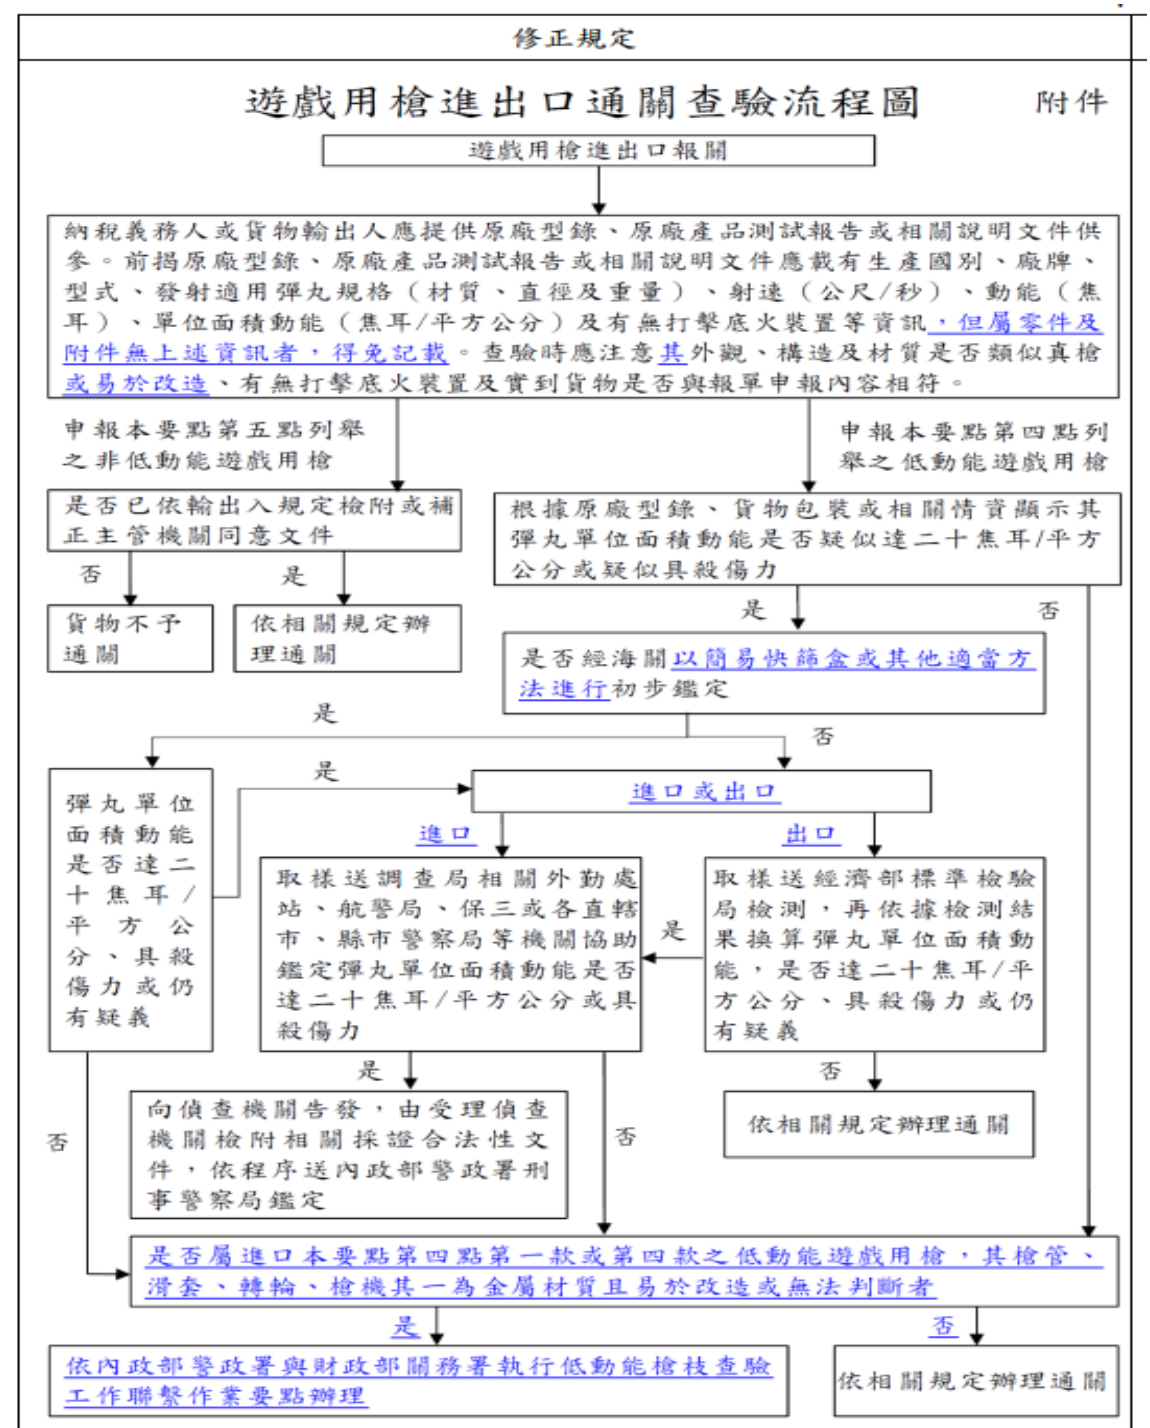 修正規定
遊戲用槍進出口通關查驗流程圖
附件
遊戲用槍進出口報關
納稅義務人或貨物輸出人應提供原廠型錄、原廠產品測試報告或相關說明文件供
參。前揭原廠型錄、原廠產品測試報告或相關說明文件應載有生產國別、廠牌、
型式、發射適用彈丸規格（材質、直徑及重量）、射速（公尺/秒）、動能（焦
耳）、單位面積動能（焦耳/平方公分）及有無打擊底火裝置等資訊，但屬零件及
附件無上述資訊者，得免記載。查驗時應注意其外觀、構造及材質是否類似真槍
或易於改造、有無打擊底火裝置及實到貨物是否與報單申報內容相符。
申報本要點第五點列舉
之非低動能遊戲用槍
申報本要點第四點列
舉之低動能遊戲用槍
是否已依輸出入規定檢附或補
正主管機關同意文件
根據原廠型錄、貨物包裝或相關情資顯示其
彈丸單位面積動能是否疑似達二十焦耳/平方
公分或疑似具殺傷力
否
是
貨物不予
通關
依相關規定辦
理通關
是
否
是否經海關以簡易快篩盒或其他適當方
法進行初步鑑定
是
否
彈丸單位
面積動能
是否達二
十焦耳/
平方公
分、具殺
傷力或仍
有疑義
是
進口或出口
進口
出口
取樣送調查局相關外勤處
站、航警局、保三或各直轄
市、縣市警察局等機關協助
鑑定彈丸單位面積動能是否
達二十焦耳/平方公分或具
殺傷力
是
取樣送經濟部標準檢驗
局檢測，再依據檢測結
果換算彈丸單位面積動
能，是否達二十焦耳/平
方公分、具殺傷力或仍
有疑義
是
否
向偵查機關告發，由受理偵查
機關檢附相關採證合法性文
件，依程序送內政部警政署刑
事警察局鑑定
依相關規定辦理通關
否
否
是否屬進口本要點第四點第一款或第四款之低動能遊戲用槍，其槍管、
滑套、轉輪、槍機其一為金屬材質且易於改造或無法判斷者
是
否
依內政部警政署與財政部關務署執行低動能槍枝查驗
工作聯繫作業要點辦理
依相關規定辦理通關